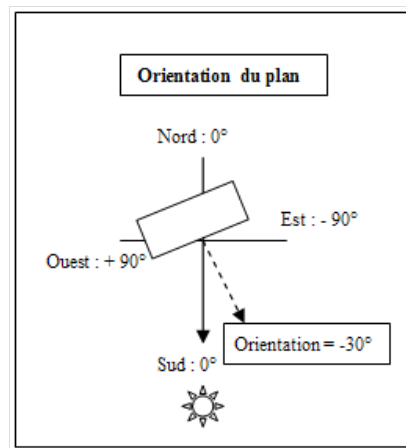 Orientation du plan
Nord : 0°
Est : - 90°
Ouest : + 90°
Orientation = -30°
Sud : 0°